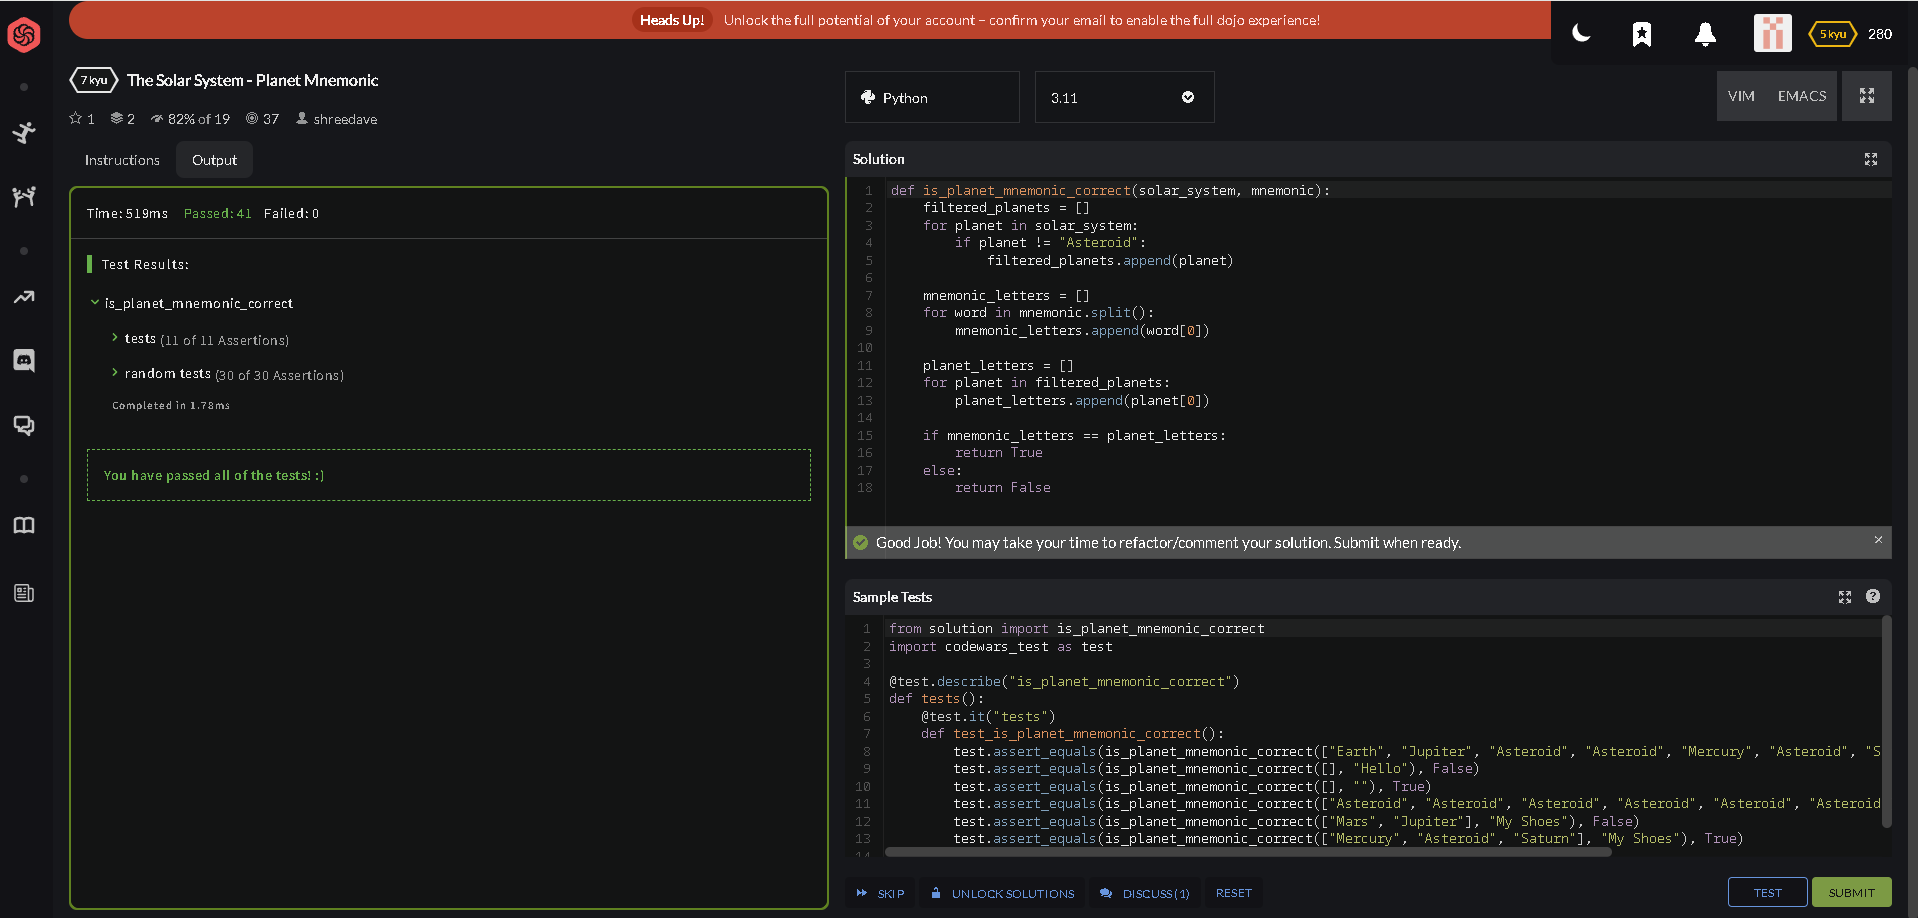 Heads Up! Unlock the full potential of your account – confirm your email to enable the full dojo experience!
5 kyu 280
7 kyu The Solar System - Planet Mnemonic
1 2 82% of 19 37 shreedave
Instructions Output
Time: 519ms Passed: 41 Failed: 0
Test Results:
is_planet_mnemonic_correct
tests (11 of 11 Assertions)
random tests (30 of 30 Assertions)
Completed in 1.78ms
You have passed all of the tests! :)
Python 3.11 VIM EMACS
Solution
1 def is_planet_mnemonic_correct(solar_system, mnemonic):
2     filtered_planets = []
3     for planet in solar_system:
4         if planet != "Asteroid":
5             filtered_planets.append(planet)
6
7     mnemonic_letters = []
8     for word in mnemonic.split():
9         mnemonic_letters.append(word[0])
10
11     planet_letters = []
12     for planet in filtered_planets:
13         planet_letters.append(planet[0])
14
15     if mnemonic_letters == planet_letters:
16         return True
17     else:
18         return False
Good Job! You may take your time to refactor/comment your solution. Submit when ready.
Sample Tests
1 from solution import is_planet_mnemonic_correct
2 import codewars_test as test
3
4 @test.describe("is_planet_mnemonic_correct")
5 def tests():
6     @test.it("tests")
7     def test_is_planet_mnemonic_correct():
8         test.assert_equals(is_planet_mnemonic_correct(["Earth", "Jupiter", "Asteroid", "Asteroid", "Mercury", "Asteroid", "S
9         test.assert_equals(is_planet_mnemonic_correct([], "Hello"), False)
10         test.assert_equals(is_planet_mnemonic_correct([], ""), True)
11         test.assert_equals(is_planet_mnemonic_correct(["Asteroid", "Asteroid", "Asteroid", "Asteroid", "Asteroid", "Asteroid
12         test.assert_equals(is_planet_mnemonic_correct(["Mars", "Jupiter"], "My Shoes"), False)
13         test.assert_equals(is_planet_mnemonic_correct(["Mercury", "Asteroid", "Saturn"], "My Shoes"), True)
14
SKIP UNLOCK SOLUTIONS DISCUSS (1) RESET TEST SUBMIT